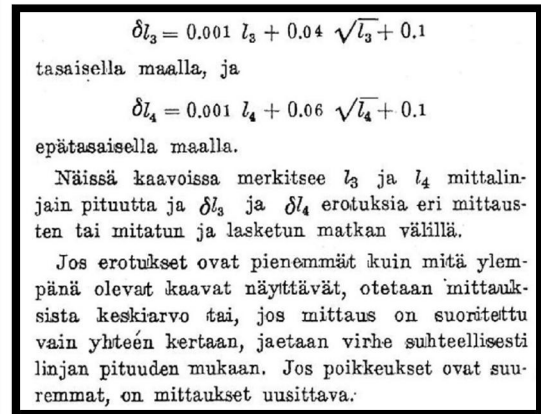 δl₃ = 0.001 l₃ + 0.04 √l₃ + 0.1
tasaisella maalla, ja
δl₄ = 0.001 l₄ + 0.06 √l₄ + 0.1
epätasaisella maalla.
Näissä kaavoissa merkitsee l₃ ja l₄ mittalin-
jain pituutta ja δl₃ ja δl₄ erotuksia eri mittaus-
ten tai mitatun ja lasketun matkan välillä.
Jos erotukset ovat pienemmät kuin mitä ylem-
pänä olevat kaavat näyttävät, otetaan mittauk-
sista keskiarvo tai, jos mittaus on suoritettu
vain yhteen kertaan, jaetaan virhe suhteellisesti
linjan pituuden mukaan. Jos poikkeukset ovat suu-
remmat, on mittaukset uusittava.